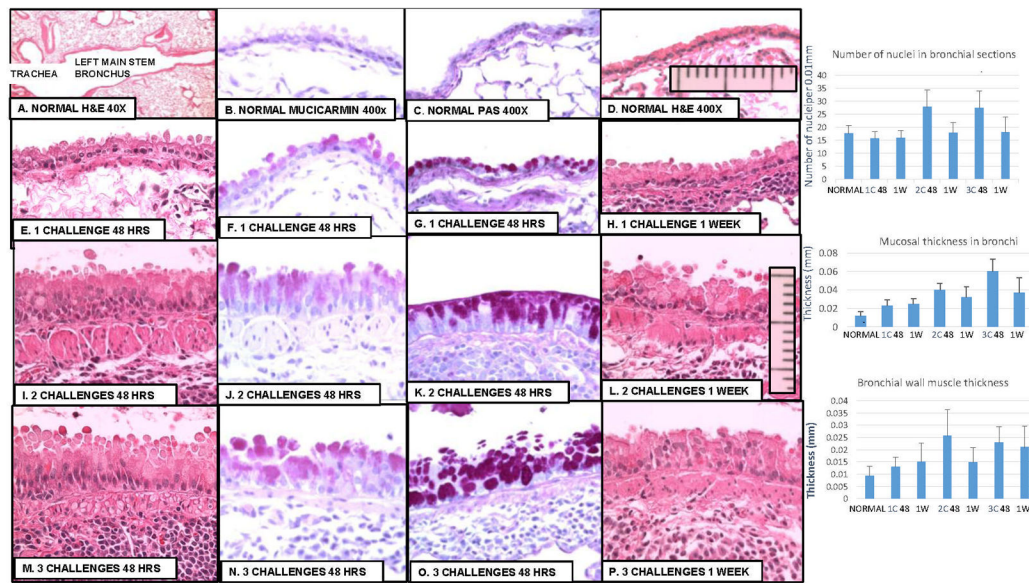 TRACHEA
LEFT MAIN STEM
BRONCHUS
A. NORMAL H&E 40X
B. NORMAL MUCICARMIN 400x
C. NORMAL PAS 400X
D. NORMAL H&E 400X
E. 1 CHALLENGE 48 HRS
F. 1 CHALLENGE 48 HRS
G. 1 CHALLENGE 48 HRS
H. 1 CHALLENGE 1 WEEK
I. 2 CHALLENGES 48 HRS
J. 2 CHALLENGES 48 HRS
K. 2 CHALLENGES 48 HRS
L. 2 CHALLENGES 1 WEEK
M. 3 CHALLENGES 48 HRS
N. 3 CHALLENGES 48 HRS
O. 3 CHALLENGES 48 HRS
P. 3 CHALLENGES 1 WEEK
Number of nuclei in bronchial sections
Number of nucleiper 0.01mm
40
35
30
25
20
15
10
5
0
NORMAL 1C 48 1W 2C 48 1W 3C 48 1W
Mucosal thickness in bronchi
Thickness (mm)
0.08
0.06
0.04
0.02
0
NORMAL 1C 48 1W 2C 48 1W 3C 48 1W
Bronchial wall muscle thickness
Thickness (mm)
0.04
0.035
0.03
0.025
0.02
0.015
0.01
0.005
0
NORMAL 1C 48 1W 2C 48 1W 3C 48 1W